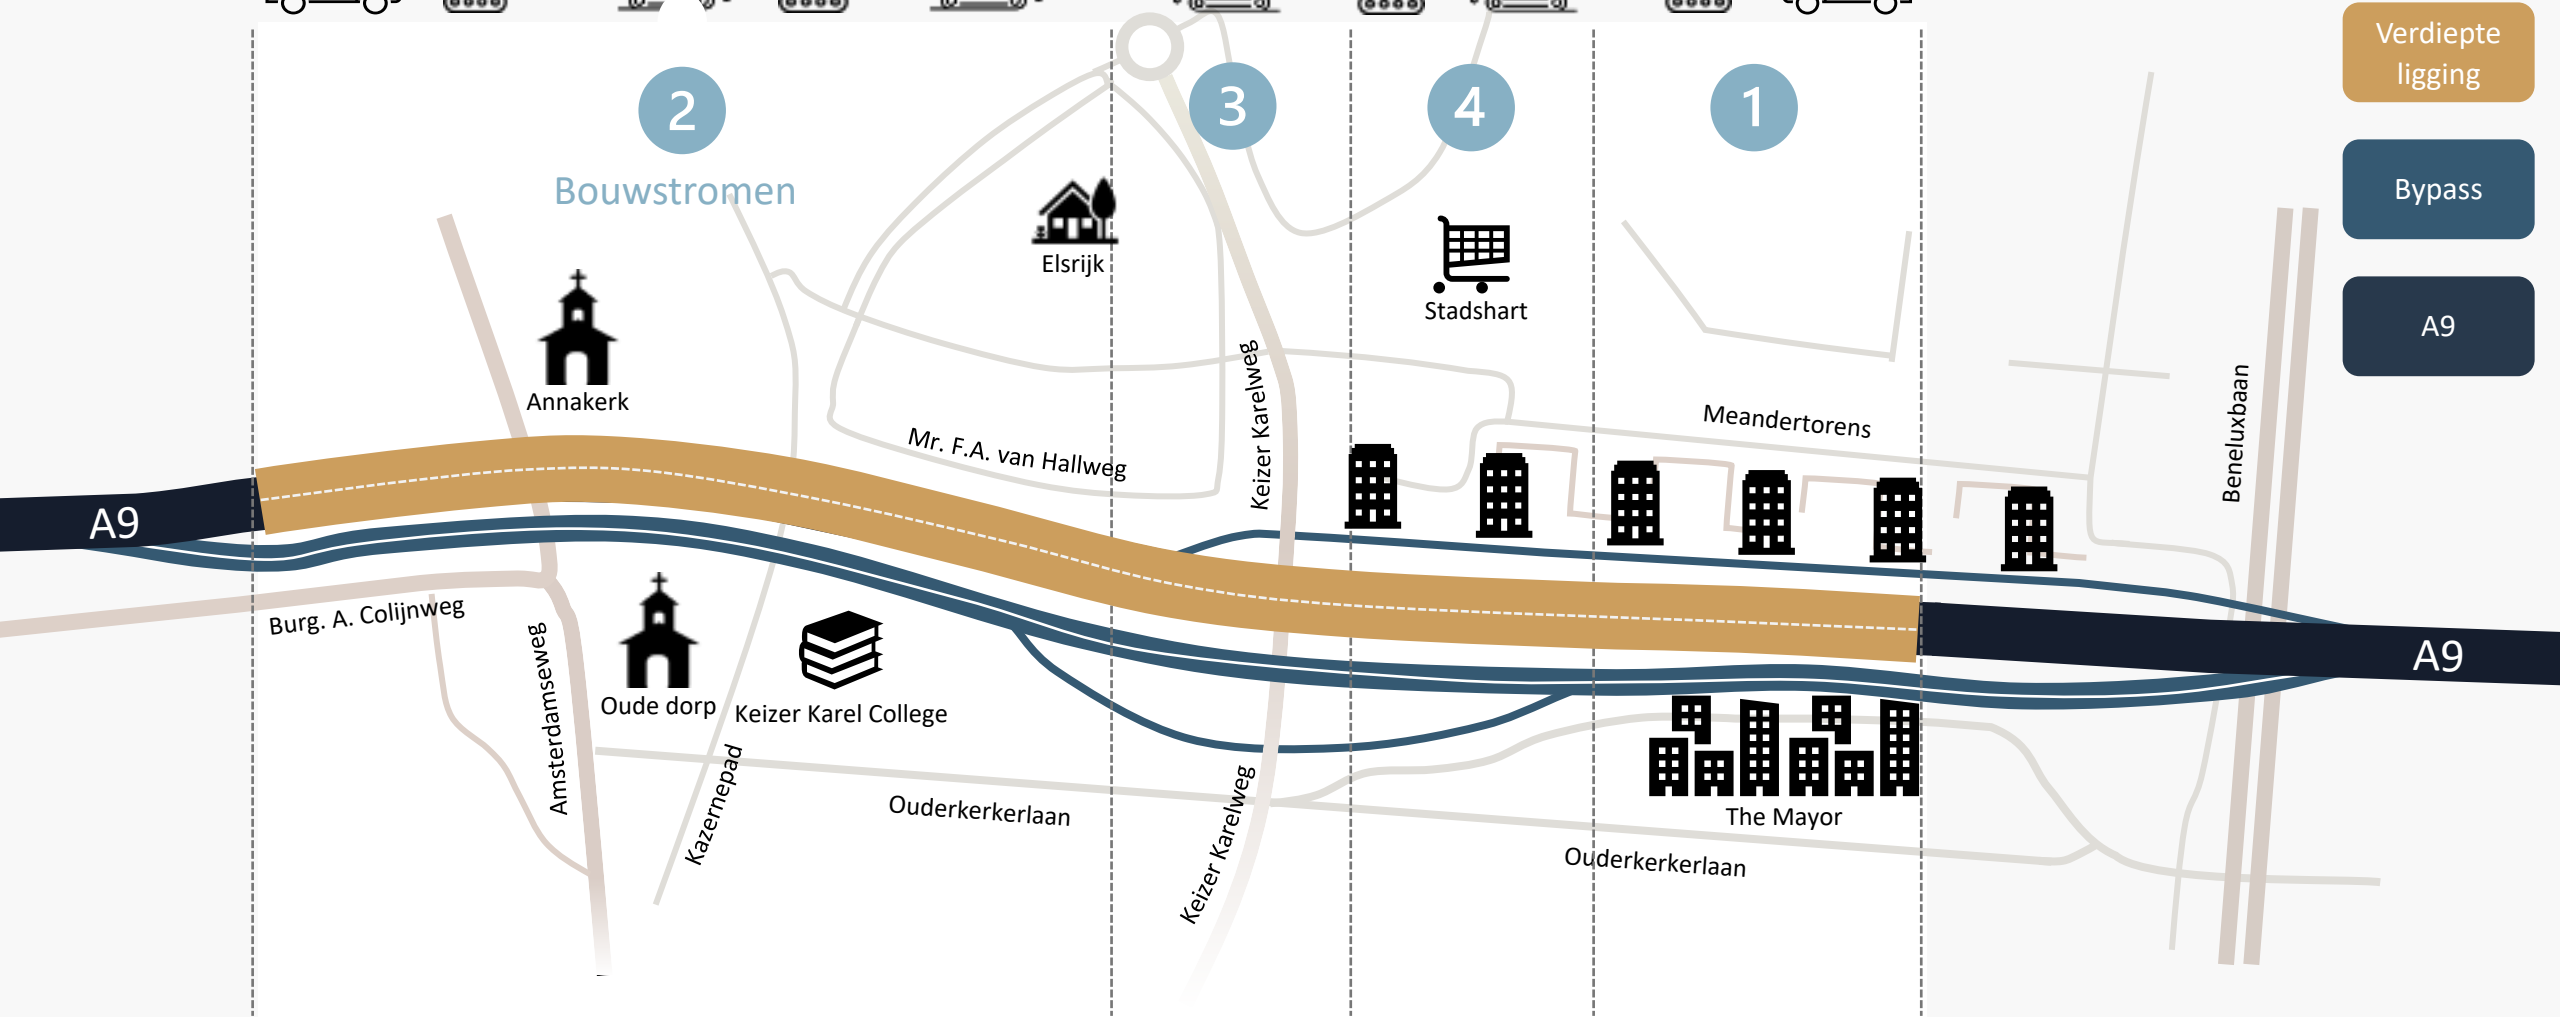 Verdiepte
ligging
Bypass
A9
2
3
4
1
Bouwstromen
Elsrijk
Stadshart
Annakerk
Mr. F.A. van Hallweg
Keizer Karelweg
Meandertorens
Beneluxbaan
A9
A9
Burg. A. Colijnweg
Amsterdamseweg
Oude dorp
Keizer Karel College
Kazernepad
Ouderkerkerlaan
Keizer Karelweg
The Mayor
Ouderkerkerlaan